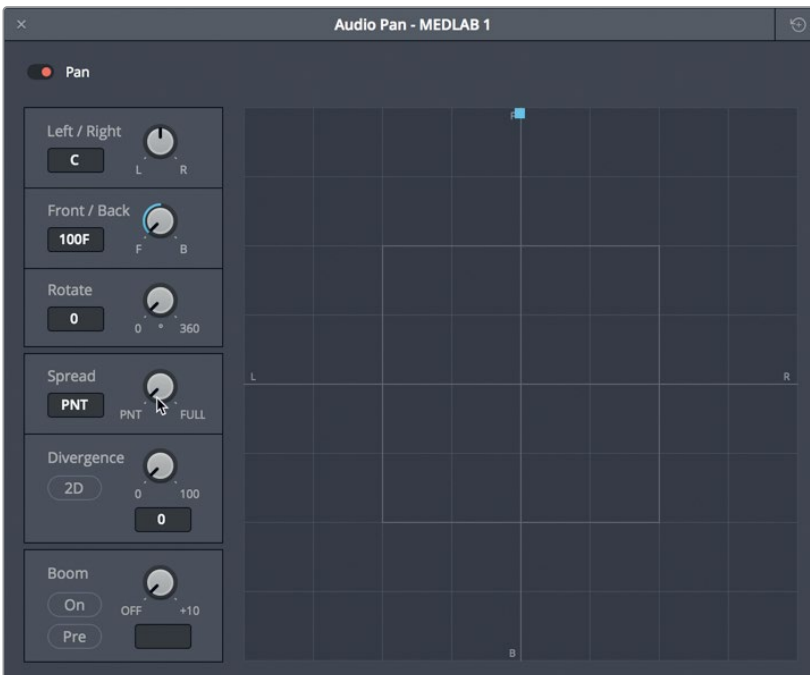 Audio Pan - MEDLAB 1
Pan
Left / Right
C
L R
Front / Back
100F
F B
Rotate
0
0 ° 360
Spread
PNT
PNT FULL
Divergence
2D
0 100
0
Boom
On
OFF +10
Pre
F
L R
B